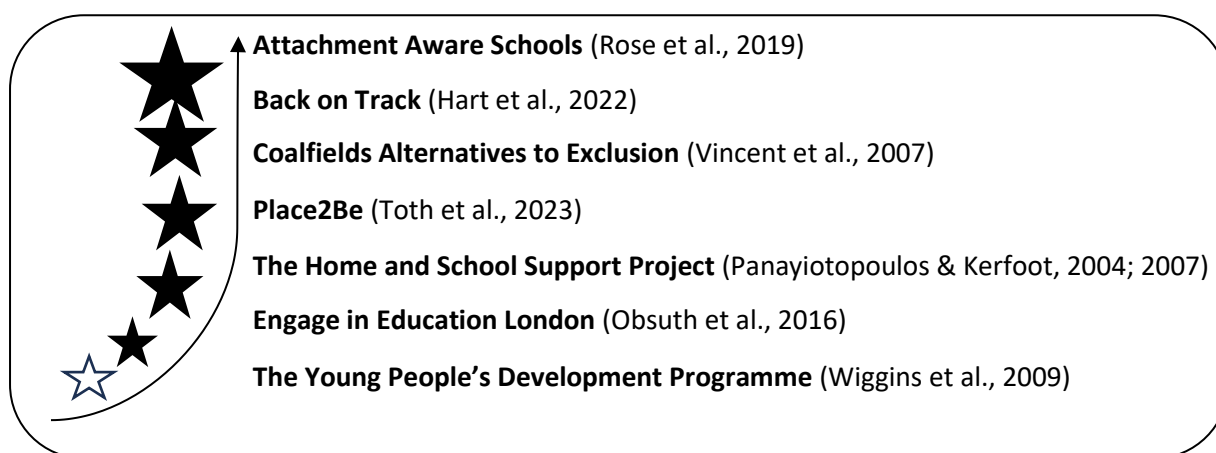 Attachment Aware Schools (Rose et al., 2019)
Back on Track (Hart et al., 2022)
Coalfields Alternatives to Exclusion (Vincent et al., 2007)
Place2Be (Toth et al., 2023)
The Home and School Support Project (Panayiotopoulos & Kerfoot, 2004; 2007)
Engage in Education London (Obsuth et al., 2016)
The Young People’s Development Programme (Wiggins et al., 2009)